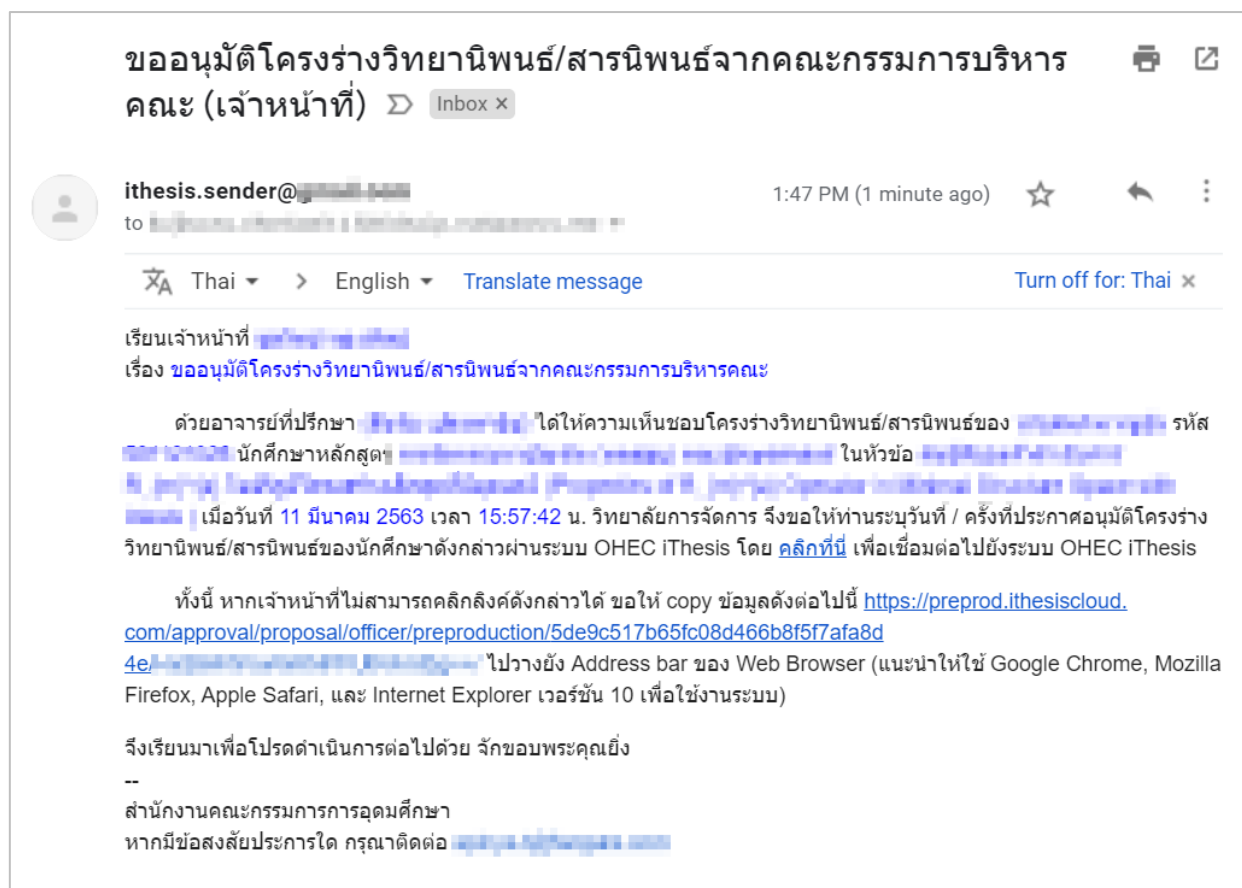 ขออนุมัติโครงร่างวิทยานิพนธ์/สารนิพนธ์จากคณะกรรมการบริหาร
คณะ (เจ้าหน้าที่) Inbox ×
ithesis.sender@ 1:47 PM (1 minute ago)
to
Thai > English Translate message Turn off for: Thai ×
เรียนเจ้าหน้าที่
เรื่อง ขออนุมัติโครงร่างวิทยานิพนธ์/สารนิพนธ์จากคณะกรรมการบริหารคณะ
ด้วยอาจารย์ที่ปรึกษา ได้ให้ความเห็นชอบโครงร่างวิทยานิพนธ์/สารนิพนธ์ของ รหัส
นักศึกษาหลักสูตร ในหัวข้อ
เมื่อวันที่ 11 มีนาคม 2563 เวลา 15:57:42 น. วิทยาลัยการจัดการ จึงขอให้ท่านระบุวันที่ / ครั้งที่ประกาศอนุมัติโครงร่าง
วิทยานิพนธ์/สารนิพนธ์ของนักศึกษาดังกล่าวผ่านระบบ OHEC iThesis โดย คลิกที่นี่ เพื่อเชื่อมต่อไปยังระบบ OHEC iThesis
ทั้งนี้ หากเจ้าหน้าที่ไม่สามารถคลิกลิงค์ดังกล่าวได้ ขอให้ copy ข้อมูลดังต่อไปนี้ https://preprod.ithesiscloud.
com/approval/proposal/officer/preproduction/5de9c517b65fc08d466b8f5f7afa8d
4e/ ไปวางยัง Address bar ของ Web Browser (แนะนำให้ใช้ Google Chrome, Mozilla
Firefox, Apple Safari, และ Internet Explorer เวอร์ชัน 10 เพื่อใช้งานระบบ)
จึงเรียนมาเพื่อโปรดดำเนินการต่อไปด้วย จักขอบพระคุณยิ่ง
--
สำนักงานคณะกรรมการการอุดมศึกษา
หากมีข้อสงสัยประการใด กรุณาติดต่อ